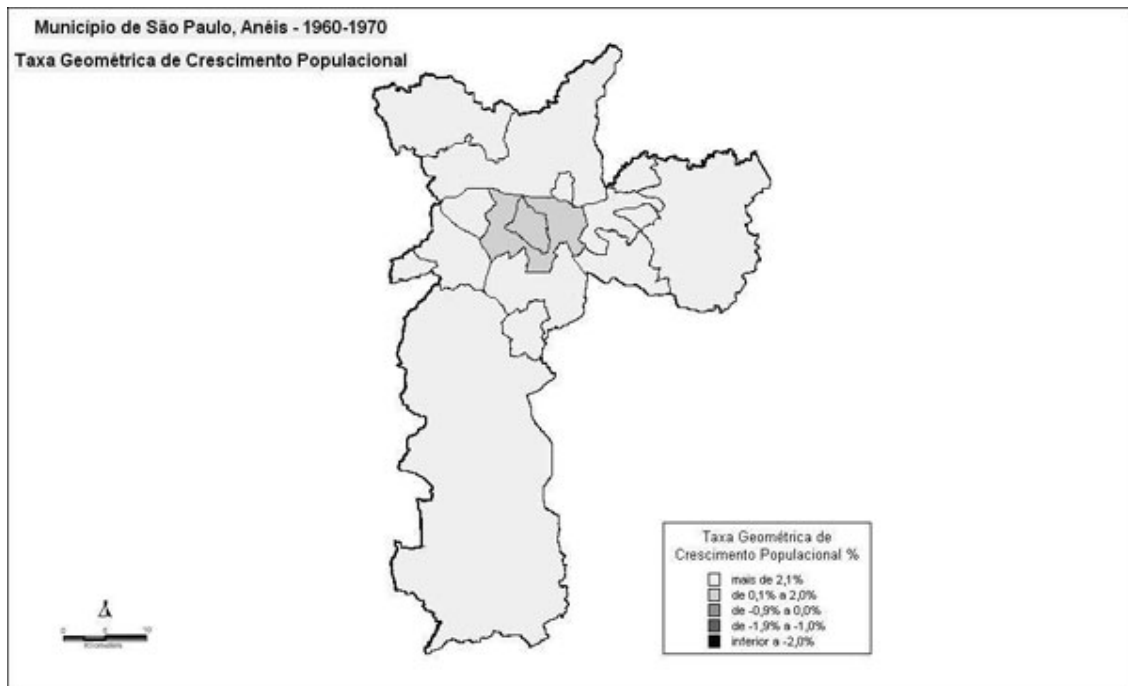 Município de São Paulo, Anéis - 1960-1970
Taxa Geométrica de Crescimento Populacional
Taxa Geométrica de
Crescimento Populacional %
mais de 2,1%
de 0,1% a 2,0%
de -0,9% a 0,0%
de -1,9% a -1,0%
inferior a -2,0%
0 10